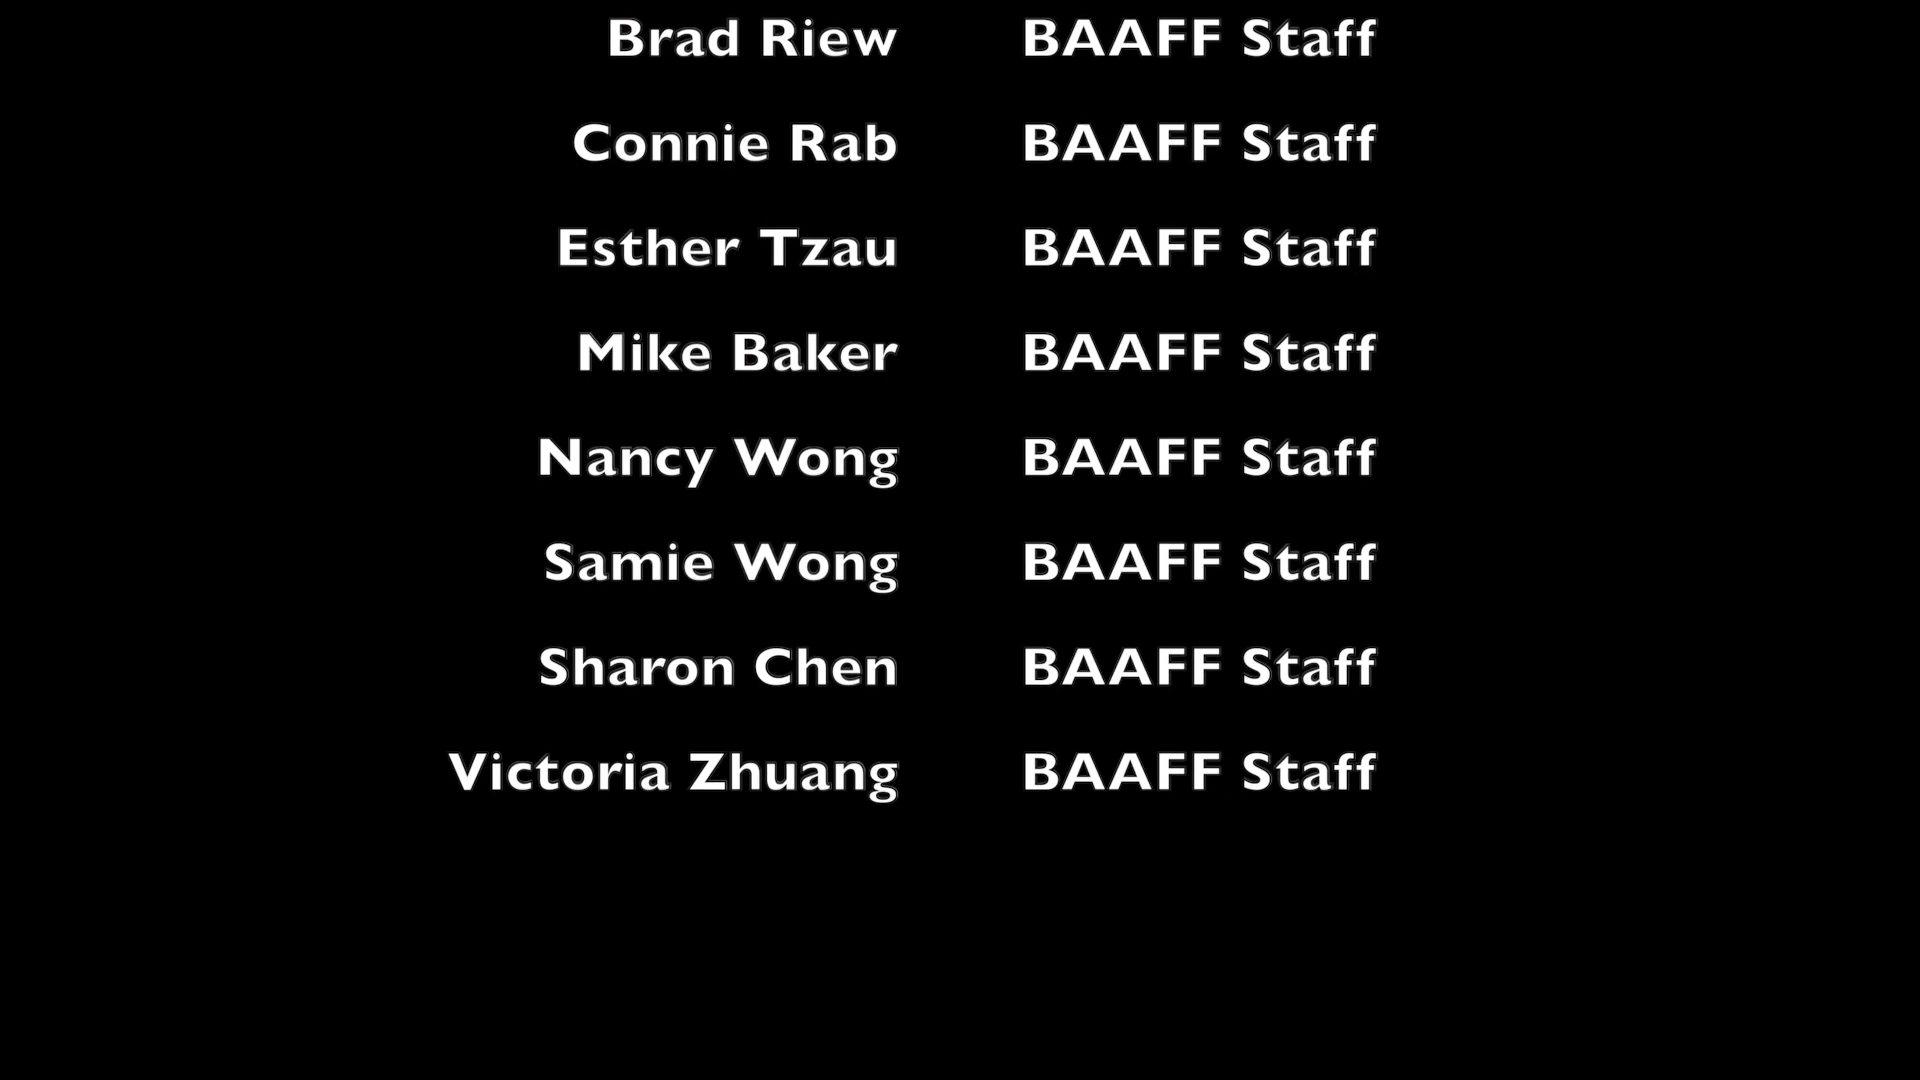 Brad Riew BAAFF Staff
Connie Rab BAAFF Staff
Esther Tzau BAAFF Staff
Mike Baker BAAFF Staff
Nancy Wong BAAFF Staff
Samie Wong BAAFF Staff
Sharon Chen BAAFF Staff
Victoria Zhuang BAAFF Staff